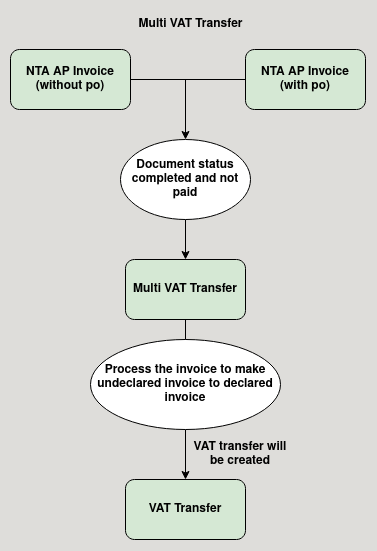 Multi VAT Transfer
NTA AP Invoice
(without po)
NTA AP Invoice
(with po)
Document status
completed and not
paid
Multi VAT Transfer
Process the invoice to make
undeclared invoice to declared
invoice
VAT transfer will
be created
VAT Transfer